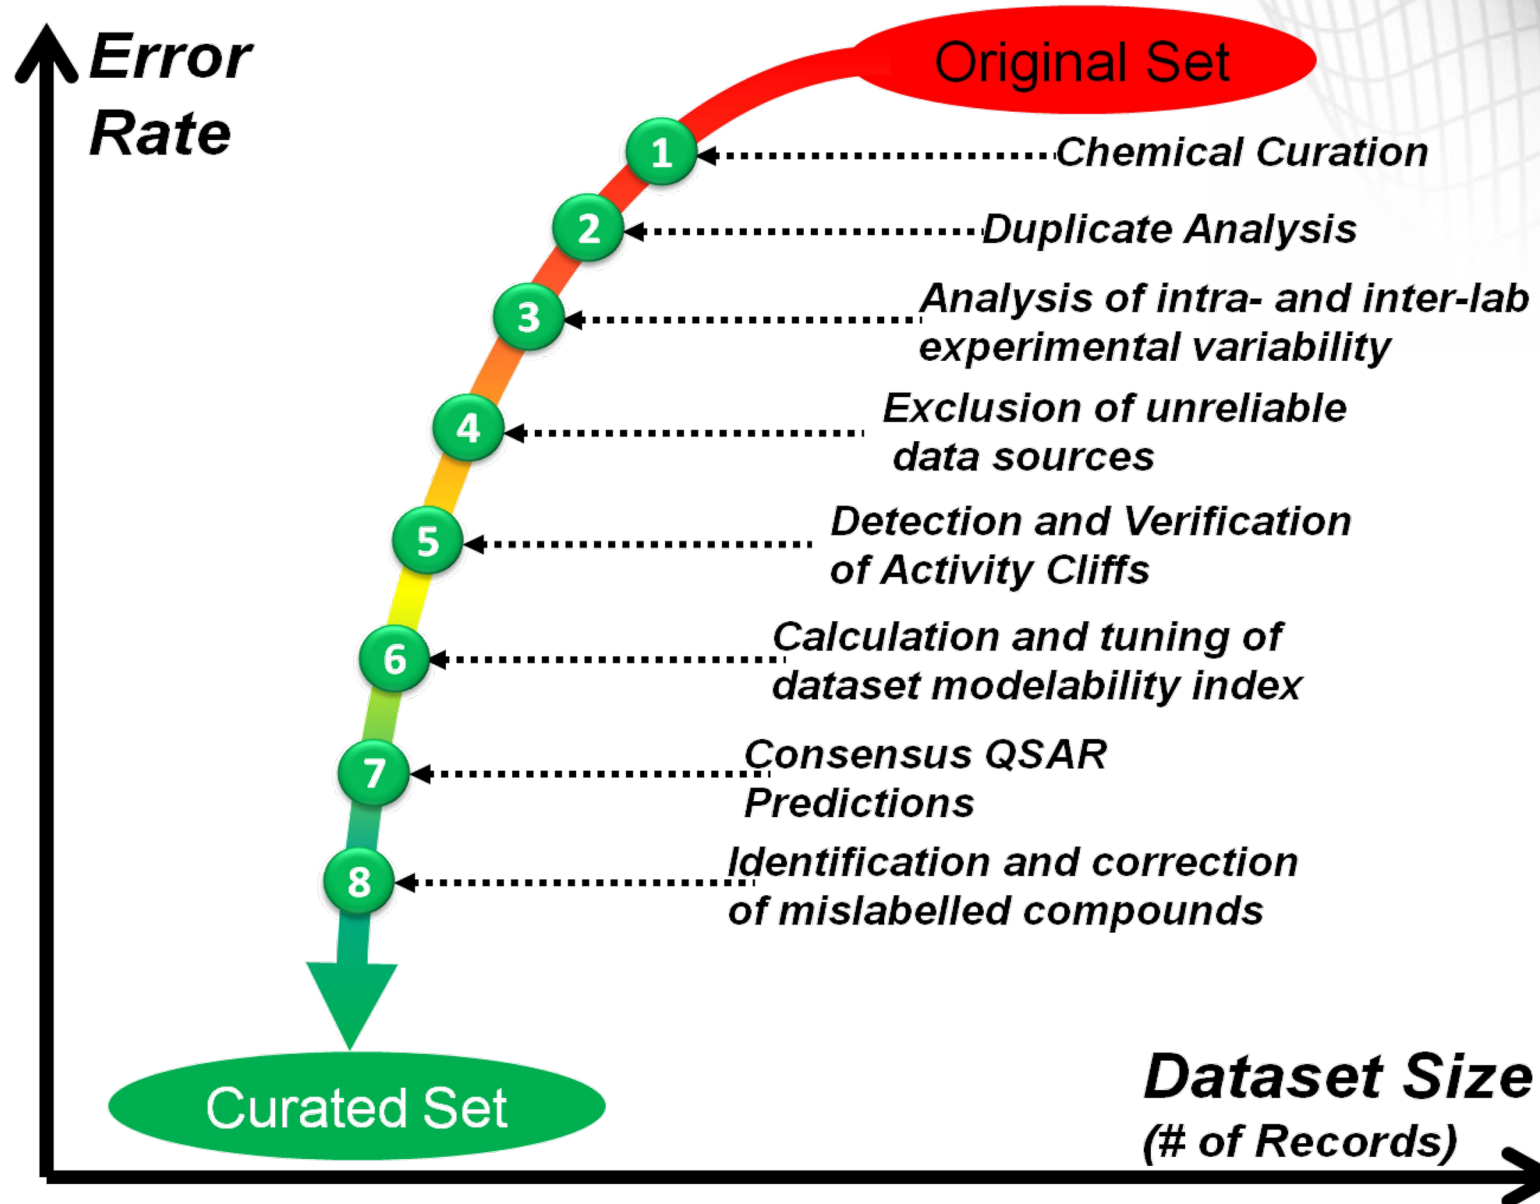 Error
Rate
Original Set
1
Chemical Curation
2
Duplicate Analysis
3
Analysis of intra- and inter-lab
experimental variability
4
Exclusion of unreliable
data sources
5
Detection and Verification
of Activity Cliffs
6
Calculation and tuning of
dataset modelability index
7
Consensus QSAR
Predictions
8
Identification and correction
of mislabelled compounds
Curated Set
Dataset Size
(# of Records)